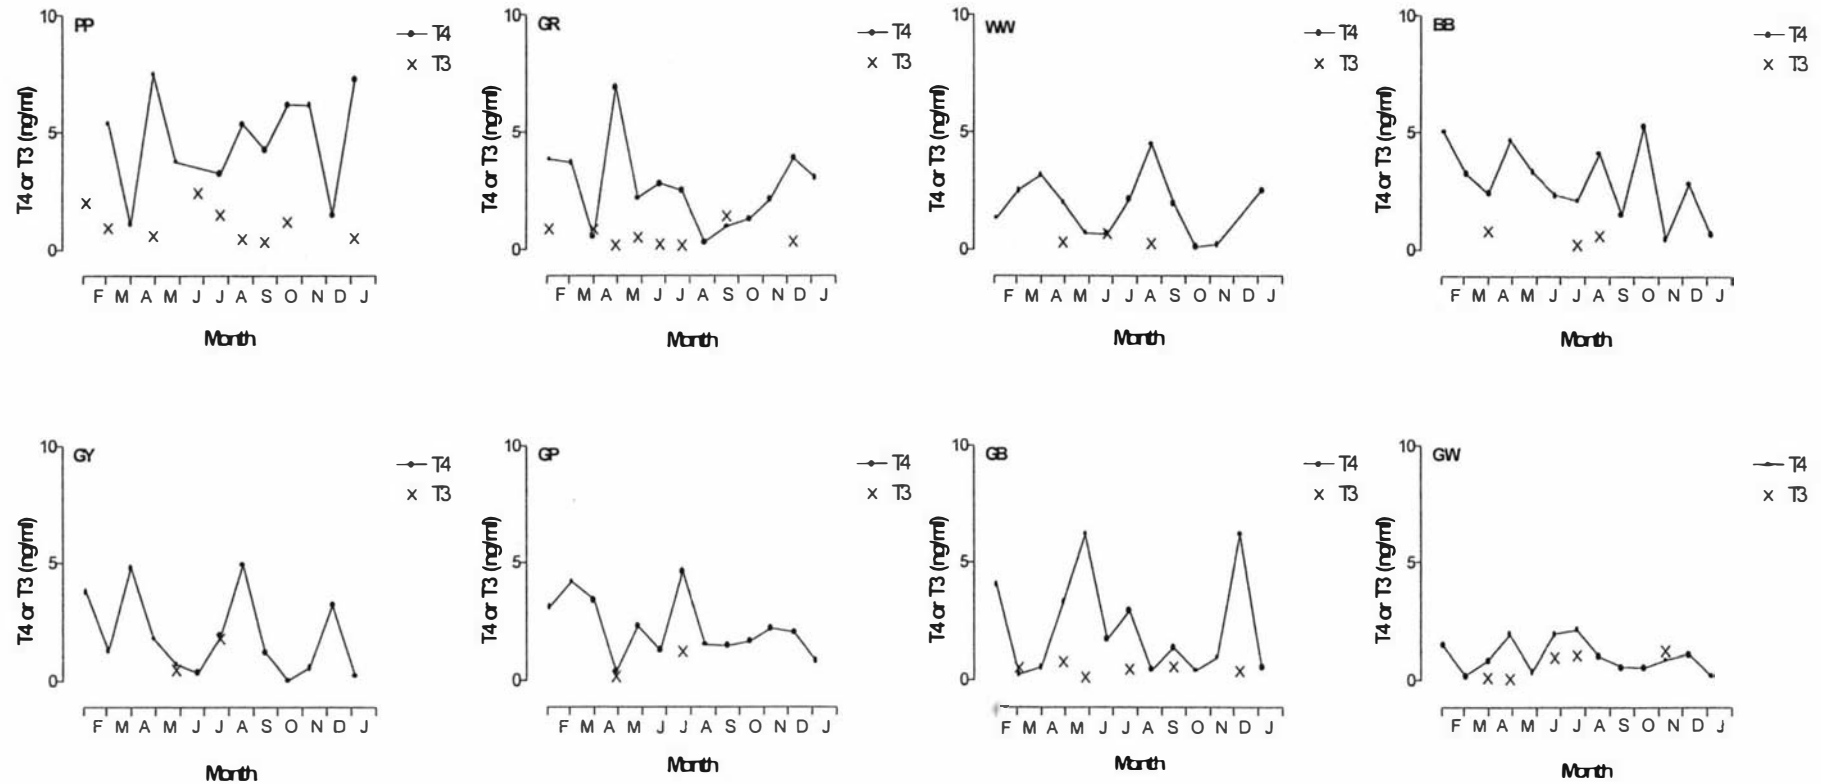 10 PP T4 T3
5
0
T4 or T3 (ng/ml)
F M A M J J A S O N D J
Month
10 GR T4 T3
5
0
T4 or T3 (ng/ml)
F M A M J J A S O N D J
Month
10 WW T4 T3
5
0
T4 or T3 (ng/ml)
F M A M J J A S O N D J
Month
10 BB T4 T3
5
0
T4 or T3 (ng/ml)
F M A M J J A S O N D J
Month
10 GY T4 T3
5
0
T4 or T3 (ng/ml)
F M A M J J A S O N D J
Month
10 GP T4 T3
5
0
T4 or T3 (ng/ml)
F M A M J J A S O N D J
Month
10 GB T4 T3
5
0
T4 or T3 (ng/ml)
F M A M J J A S O N D J
Month
10 GW T4 T3
5
0
T4 or T3 (ng/ml)
F M A M J J A S O N D J
Month